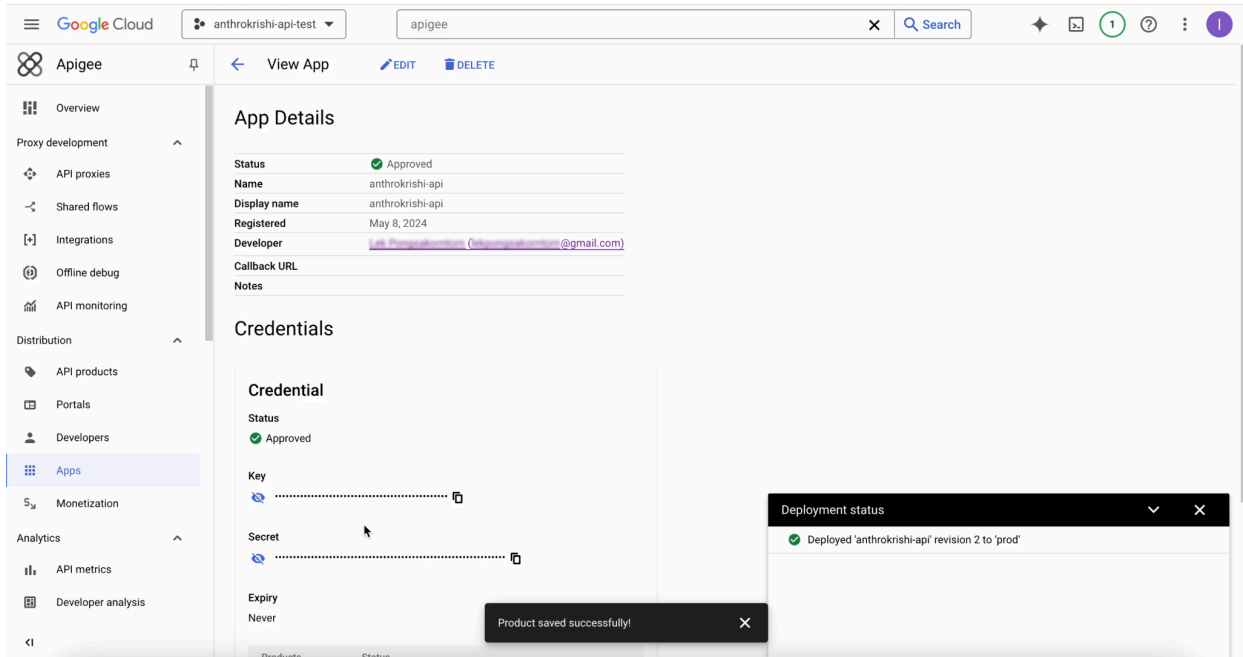 Google Cloud
anthrokrishi-api-test
apigee
Search
1
I
Apigee
View App
EDIT
DELETE
Overview
Proxy development
API proxies
Shared flows
Integrations
Offline debug
API monitoring
Distribution
API products
Portals
Developers
Apps
Monetization
Analytics
API metrics
Developer analysis
App Details
Status Approved
Name anthrokrishi-api
Display name anthrokrishi-api
Registered May 8, 2024
Developer @gmail.com)
Callback URL
Notes
Credentials
Credential
Status
Approved
Key
Secret
Expiry
Never
Products Status
Deployment status
Deployed 'anthrokrishi-api' revision 2 to 'prod'
Product saved successfully!